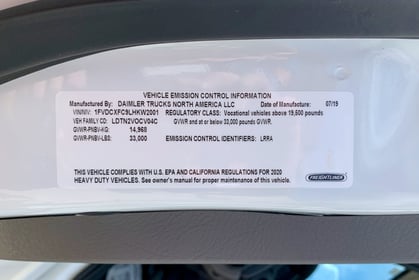 VEHICLE EMISSION CONTROL INFORMATION
Manufactured By: DAIMLER TRUCKS NORTH AMERICA LLC Date of Manufacture: 07/19
VIN/NIV: 1FVDCXFC9LHKW2001 REGULATORY CLASS: Vocational vehicles above 19,500 pounds
VEH FAMILY CD: LDTN2VOCV04C GVWR and at or below 33,000 pounds GVWR.
GVWR-PNBV-KG: 14,968
GVWR-PNBV-LBS: 33,000 EMISSION CONTROL IDENTIFIERS: LRRA
THIS VEHICLE COMPLIES WITH U.S. EPA AND CALIFORNIA REGULATIONS FOR 2020
HEAVY DUTY VEHICLES. See owner's manual for proper maintenance of this vehicle.
FREIGHTLINER